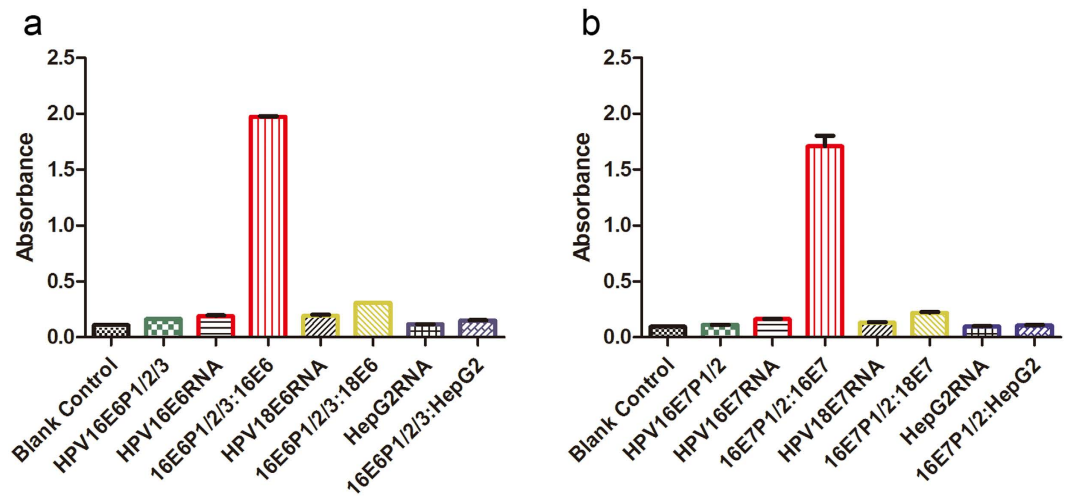 a
2.5
2.0
1.5
1.0
0.5
0.0
Absorbance
Blank Control
HPV16E6P1/2/3
HPV16E6RNA
16E6P1/2/3:16E6
HPV18E6RNA
16E6P1/2/3:18E6
HepG2RNA
16E6P1/2/3:HepG2
b
2.5
2.0
1.5
1.0
0.5
0.0
Absorbance
Blank Control
HPV16E7P1/2
HPV16E7RNA
16E7P1/2:16E7
HPV18E7RNA
16E7P1/2:18E7
HepG2RNA
16E7P1/2:HepG2